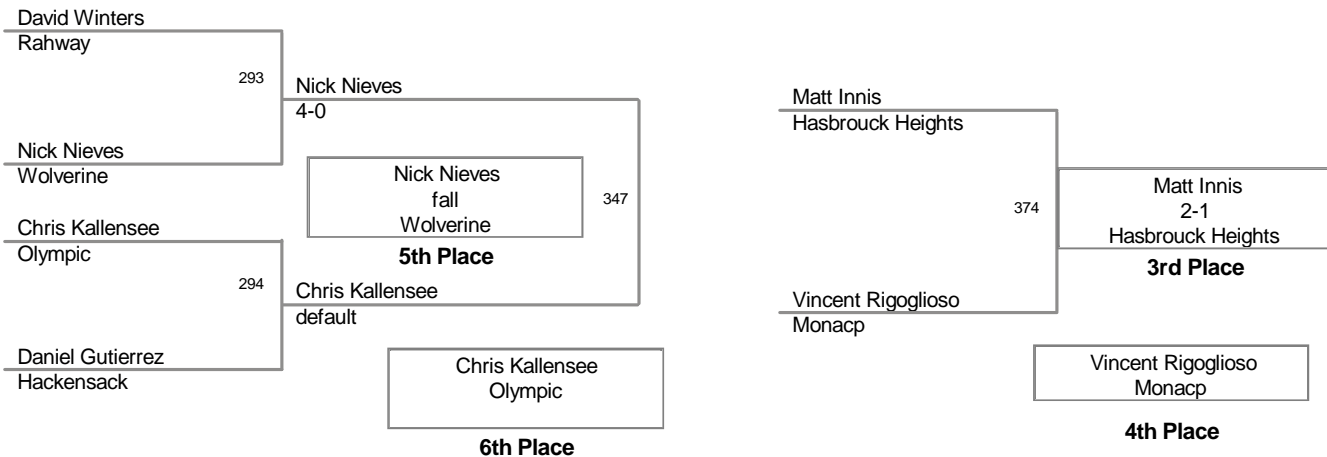 David Winters
Rahway
293
Nick Nieves
4-0
Nick Nieves
Wolverine
Nick Nieves
fall
Wolverine
347
5th Place
Chris Kallensee
Olympic
294
Chris Kallensee
default
Daniel Gutierrez
Hackensack
Chris Kallensee
Olympic
6th Place
Matt Innis
Hasbrouck Heights
374
Matt Innis
2-1
Hasbrouck Heights
3rd Place
Vincent Rigoglioso
Monacp
Vincent Rigoglioso
Monacp
4th Place